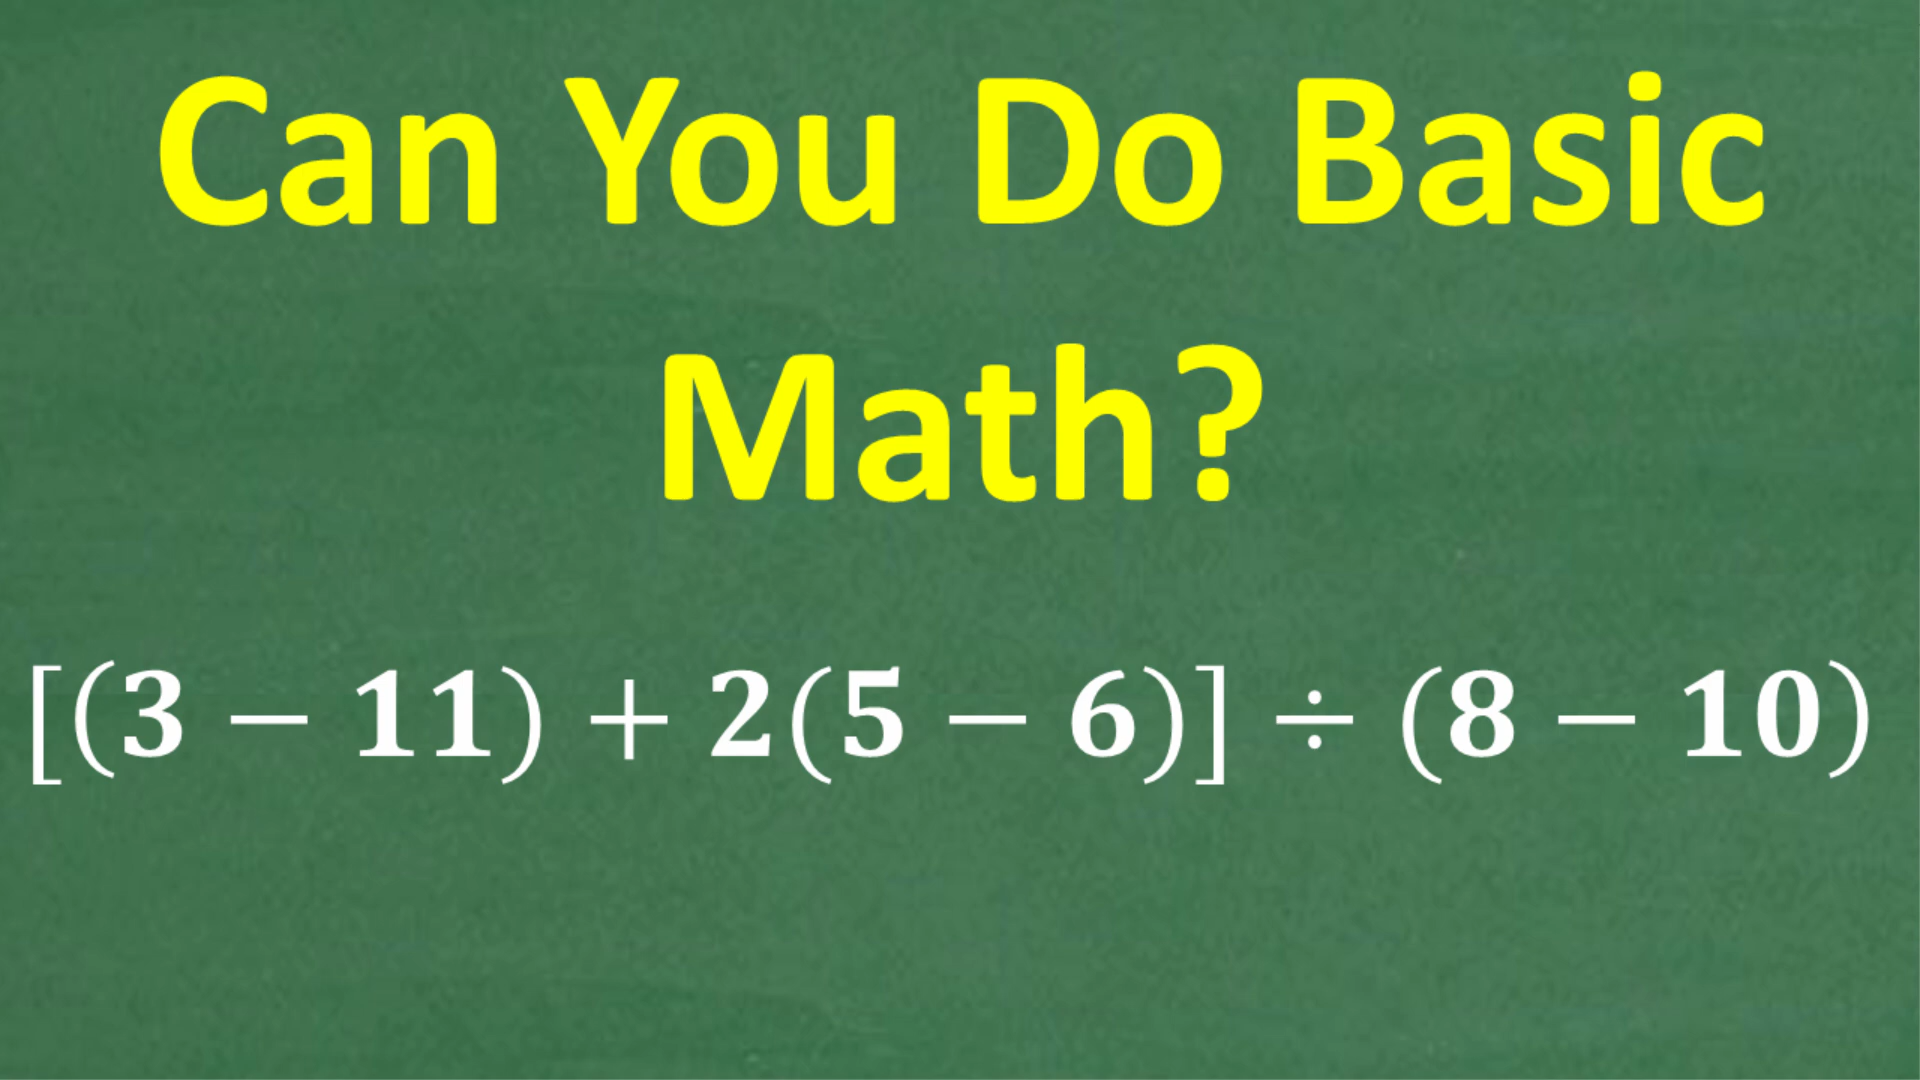 Can You Do Basic
Math?
[(3 − 11) + 2(5 − 6)] ÷ (8 − 10)